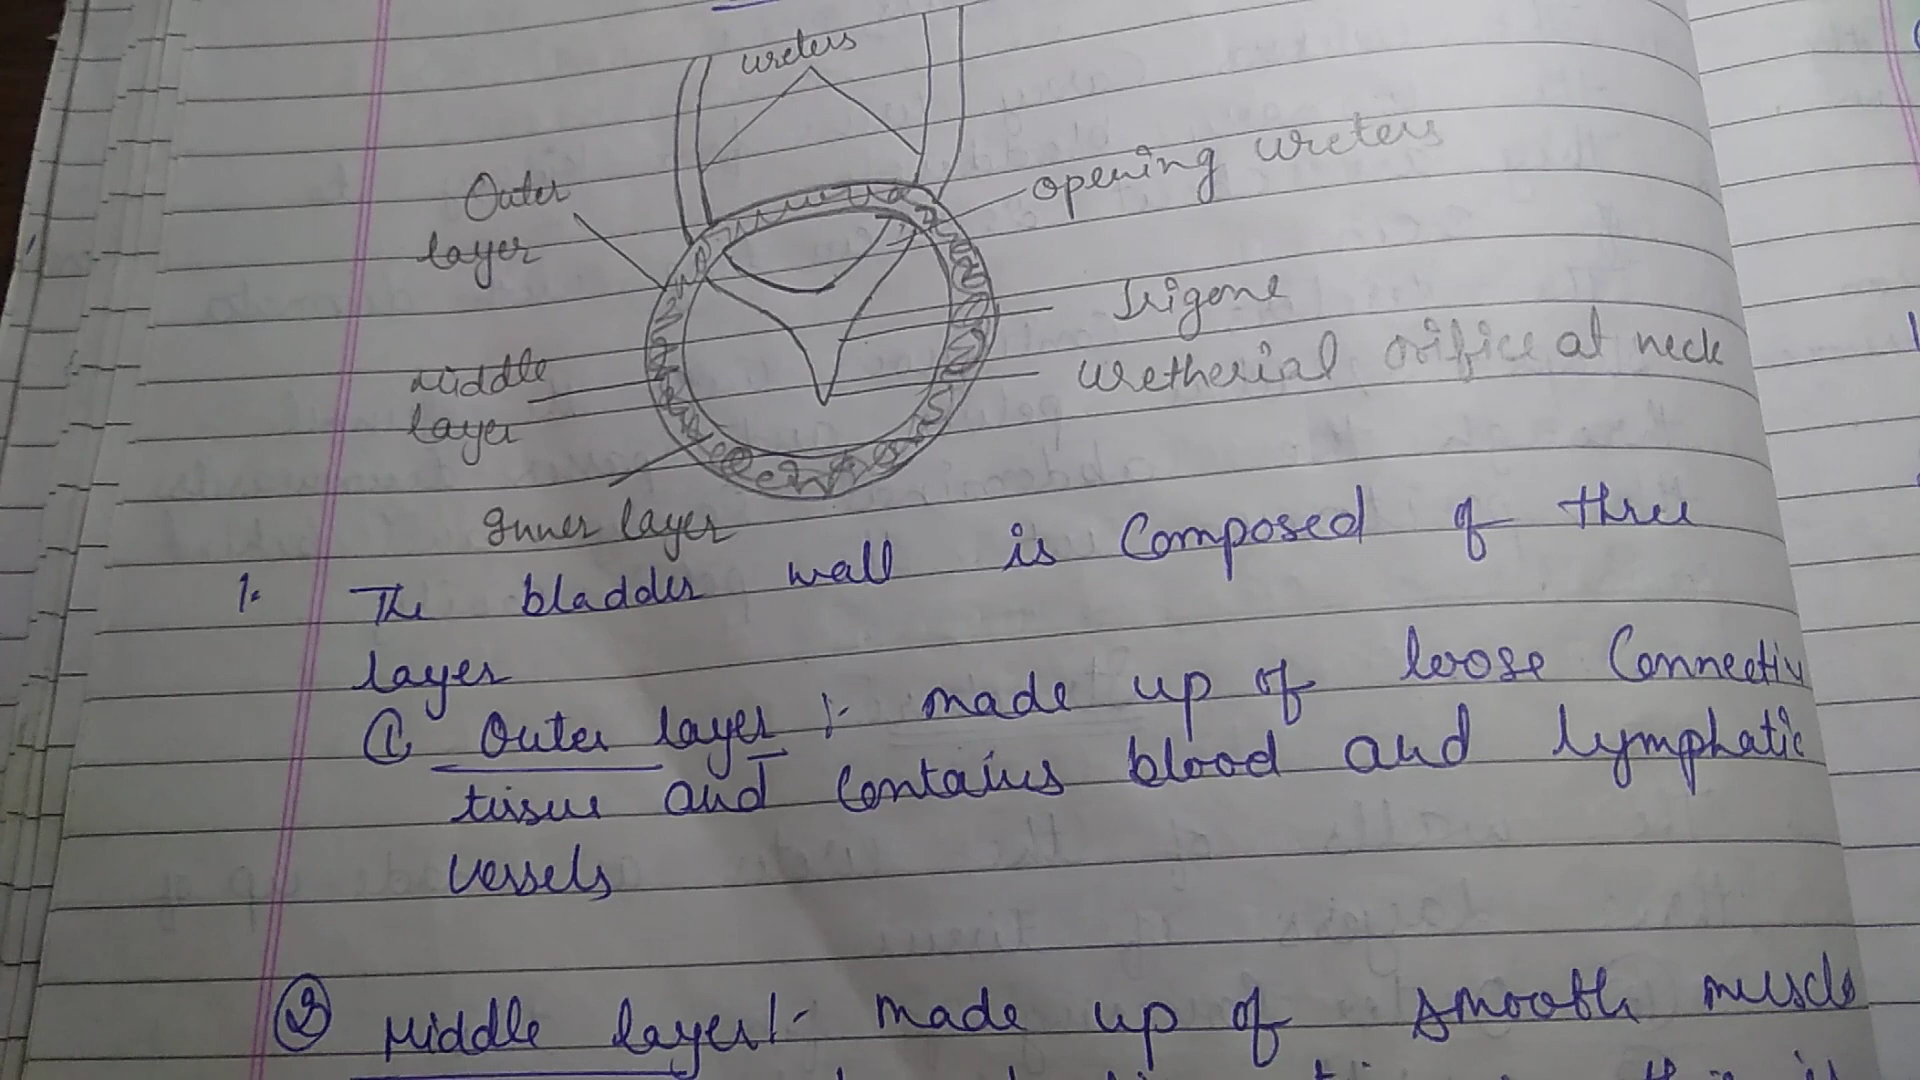 ureters
opening ureters
Outer
layer
Trigone
uretherial orifice at neck
Middle
layer
Inner layer
1. The bladder wall is Composed of three
layer
① Outer layer :- made up of loose Connectiv
tissue and Contains blood and lymphatic
Vessels
② Middle layer :- made up of smooth muscle